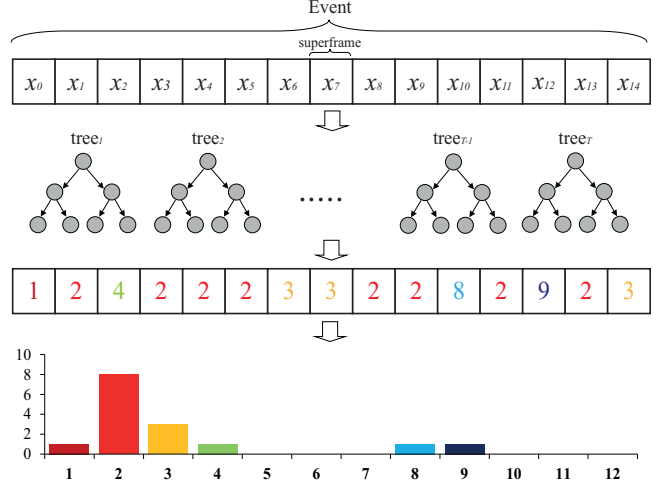 Event
superframe
x0 x1 x2 x3 x4 x5 x6 x7 x8 x9 x10 x11 x12 x13 x14
tree1 tree2 ..... treeT-1 treeT
1 2 4 2 2 2 3 3 2 2 8 2 9 2 3
10
8
6
4
2
0
1 2 3 4 5 6 7 8 9 10 11 12